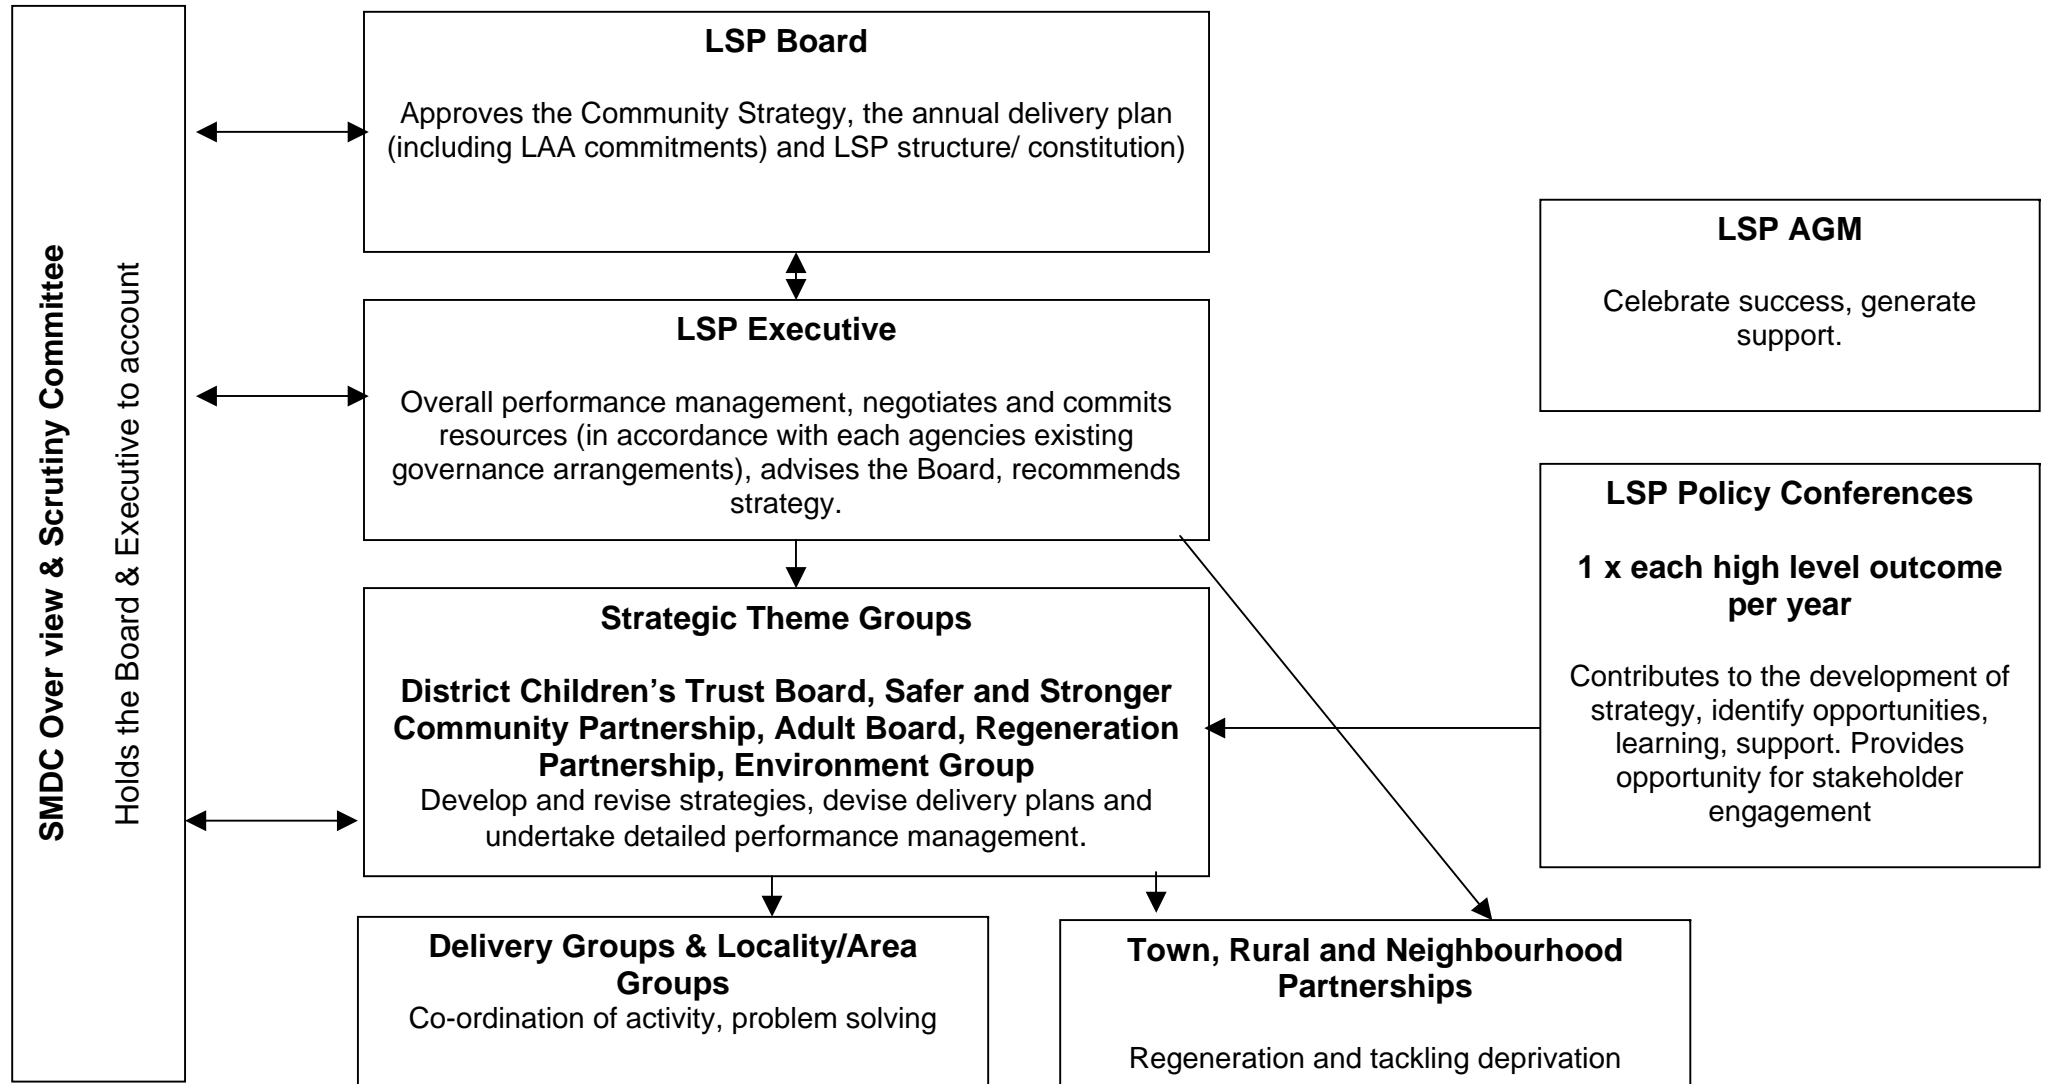 SMDC Over view & Scrutiny Committee
Holds the Board & Executive to account
LSP Board
Approves the Community Strategy, the annual delivery plan
(including LAA commitments) and LSP structure/ constitution)
LSP Executive
Overall performance management, negotiates and commits
resources (in accordance with each agencies existing
governance arrangements), advises the Board, recommends
strategy.
Strategic Theme Groups
District Children’s Trust Board, Safer and Stronger
Community Partnership, Adult Board, Regeneration
Partnership, Environment Group
Develop and revise strategies, devise delivery plans and
undertake detailed performance management.
Delivery Groups & Locality/Area
Groups
Co-ordination of activity, problem solving
Town, Rural and Neighbourhood
Partnerships
Regeneration and tackling deprivation
LSP AGM
Celebrate success, generate
support.
LSP Policy Conferences
1 x each high level outcome
per year
Contributes to the development of
strategy, identify opportunities,
learning, support. Provides
opportunity for stakeholder
engagement